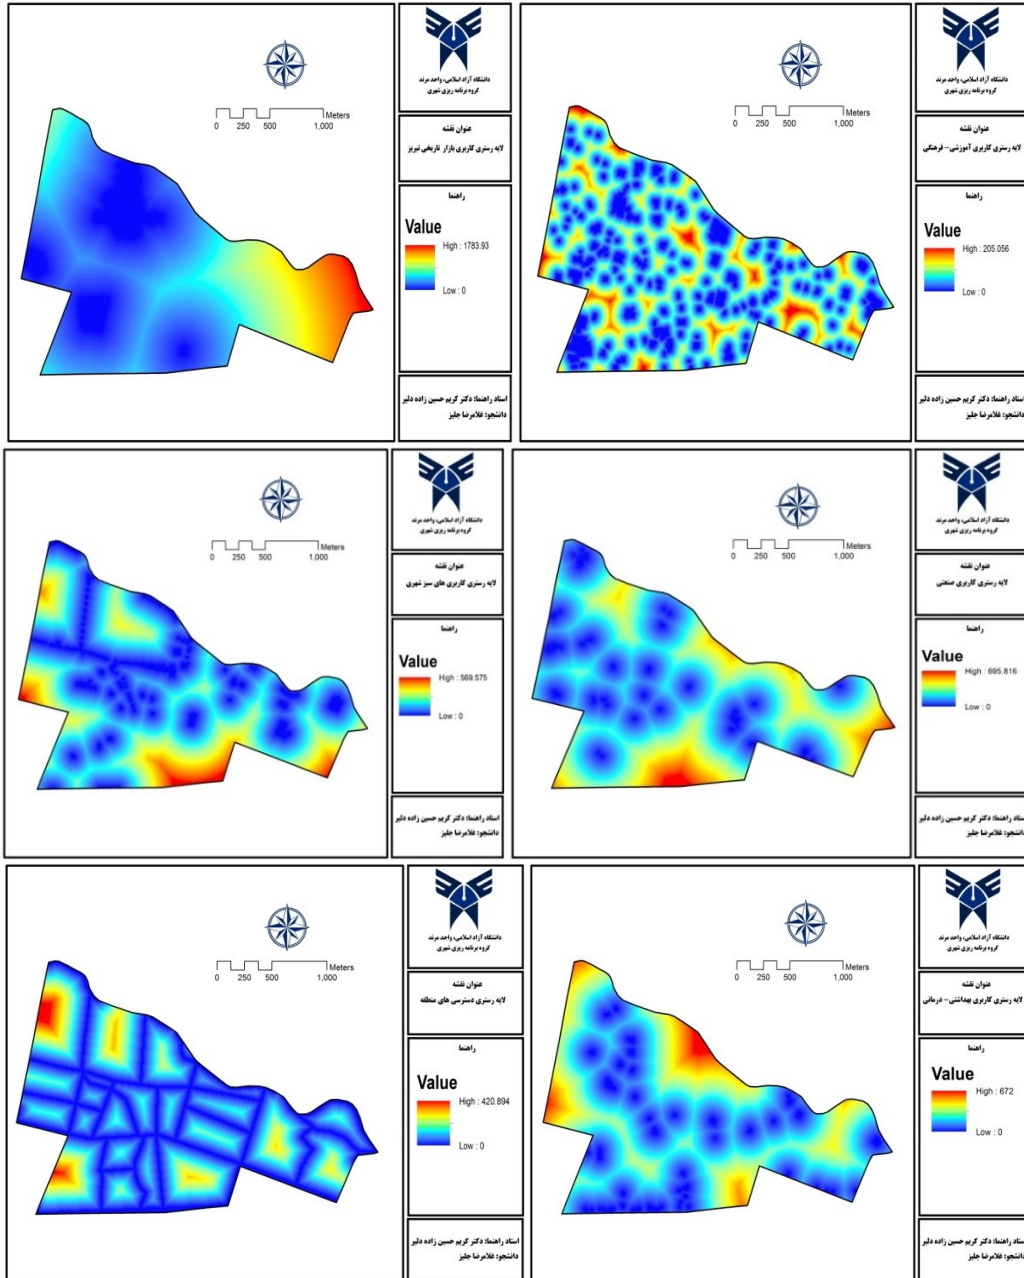 دانشگاه آزاد اسلامی، واحد مرند
گروه برنامه ریزی شهری
عنوان نقشه
لایه رستری کاربری بازار تاریخی تبریز
راهنما
Value
High : 1783.93
Low : 0
Meters
0 250 500 1,000
استاد راهنما: دکتر کریم حسین زاده دلیر
دانشجو: غلامرضا جلیز
دانشگاه آزاد اسلامی، واحد مرند
گروه برنامه ریزی شهری
عنوان نقشه
لایه رستری کاربری آموزشی- فرهنگی
راهنما
Value
High : 205.056
Low : 0
Meters
0 250 500 1,000
استاد راهنما: دکتر کریم حسین زاده دلیر
دانشجو: غلامرضا جلیز
دانشگاه آزاد اسلامی، واحد مرند
گروه برنامه ریزی شهری
عنوان نقشه
لایه رستری کاربری های سبز شهری
راهنما
Value
High : 569.575
Low : 0
Meters
0 250 500 1,000
استاد راهنما: دکتر کریم حسین زاده دلیر
دانشجو: غلامرضا جلیز
دانشگاه آزاد اسلامی، واحد مرند
گروه برنامه ریزی شهری
عنوان نقشه
لایه رستری کاربری صنعتی
راهنما
Value
High : 695.816
Low : 0
Meters
0 250 500 1,000
استاد راهنما: دکتر کریم حسین زاده دلیر
دانشجو: غلامرضا جلیز
دانشگاه آزاد اسلامی، واحد مرند
گروه برنامه ریزی شهری
عنوان نقشه
لایه رستری دسترسی های منطقه
راهنما
Value
High : 420.894
Low : 0
Meters
0 250 500 1,000
استاد راهنما: دکتر کریم حسین زاده دلیر
دانشجو: غلامرضا جلیز
دانشگاه آزاد اسلامی، واحد مرند
گروه برنامه ریزی شهری
عنوان نقشه
لایه رستری کاربری بهداشتی- درمانی
راهنما
Value
High : 672
Low : 0
Meters
0 250 500 1,000
استاد راهنما: دکتر کریم حسین زاده دلیر
دانشجو: غلامرضا جلیز